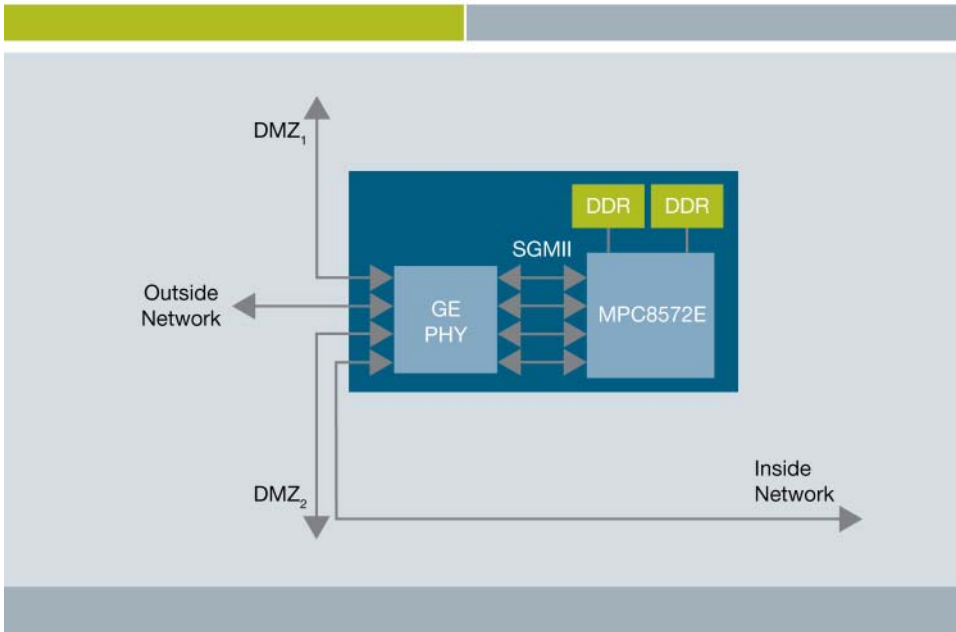 DMZ₁
DDR DDR
SGMII
Outside
Network
GE
PHY
MPC8572E
DMZ₂
Inside
Network